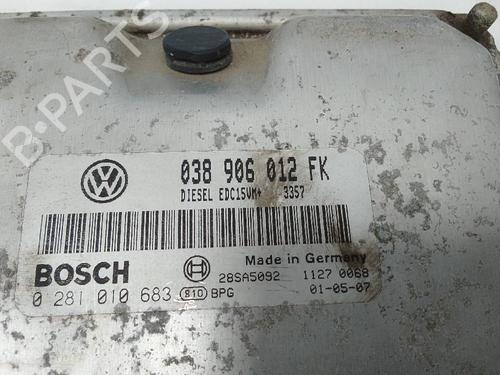 B-PARTS
038 906 012 FK
DIESEL EDC15VM+ 3357
BOSCH
Made in Germany
28SA5092 1127 0068
0 281 010 683 810 BPG 01-05-07